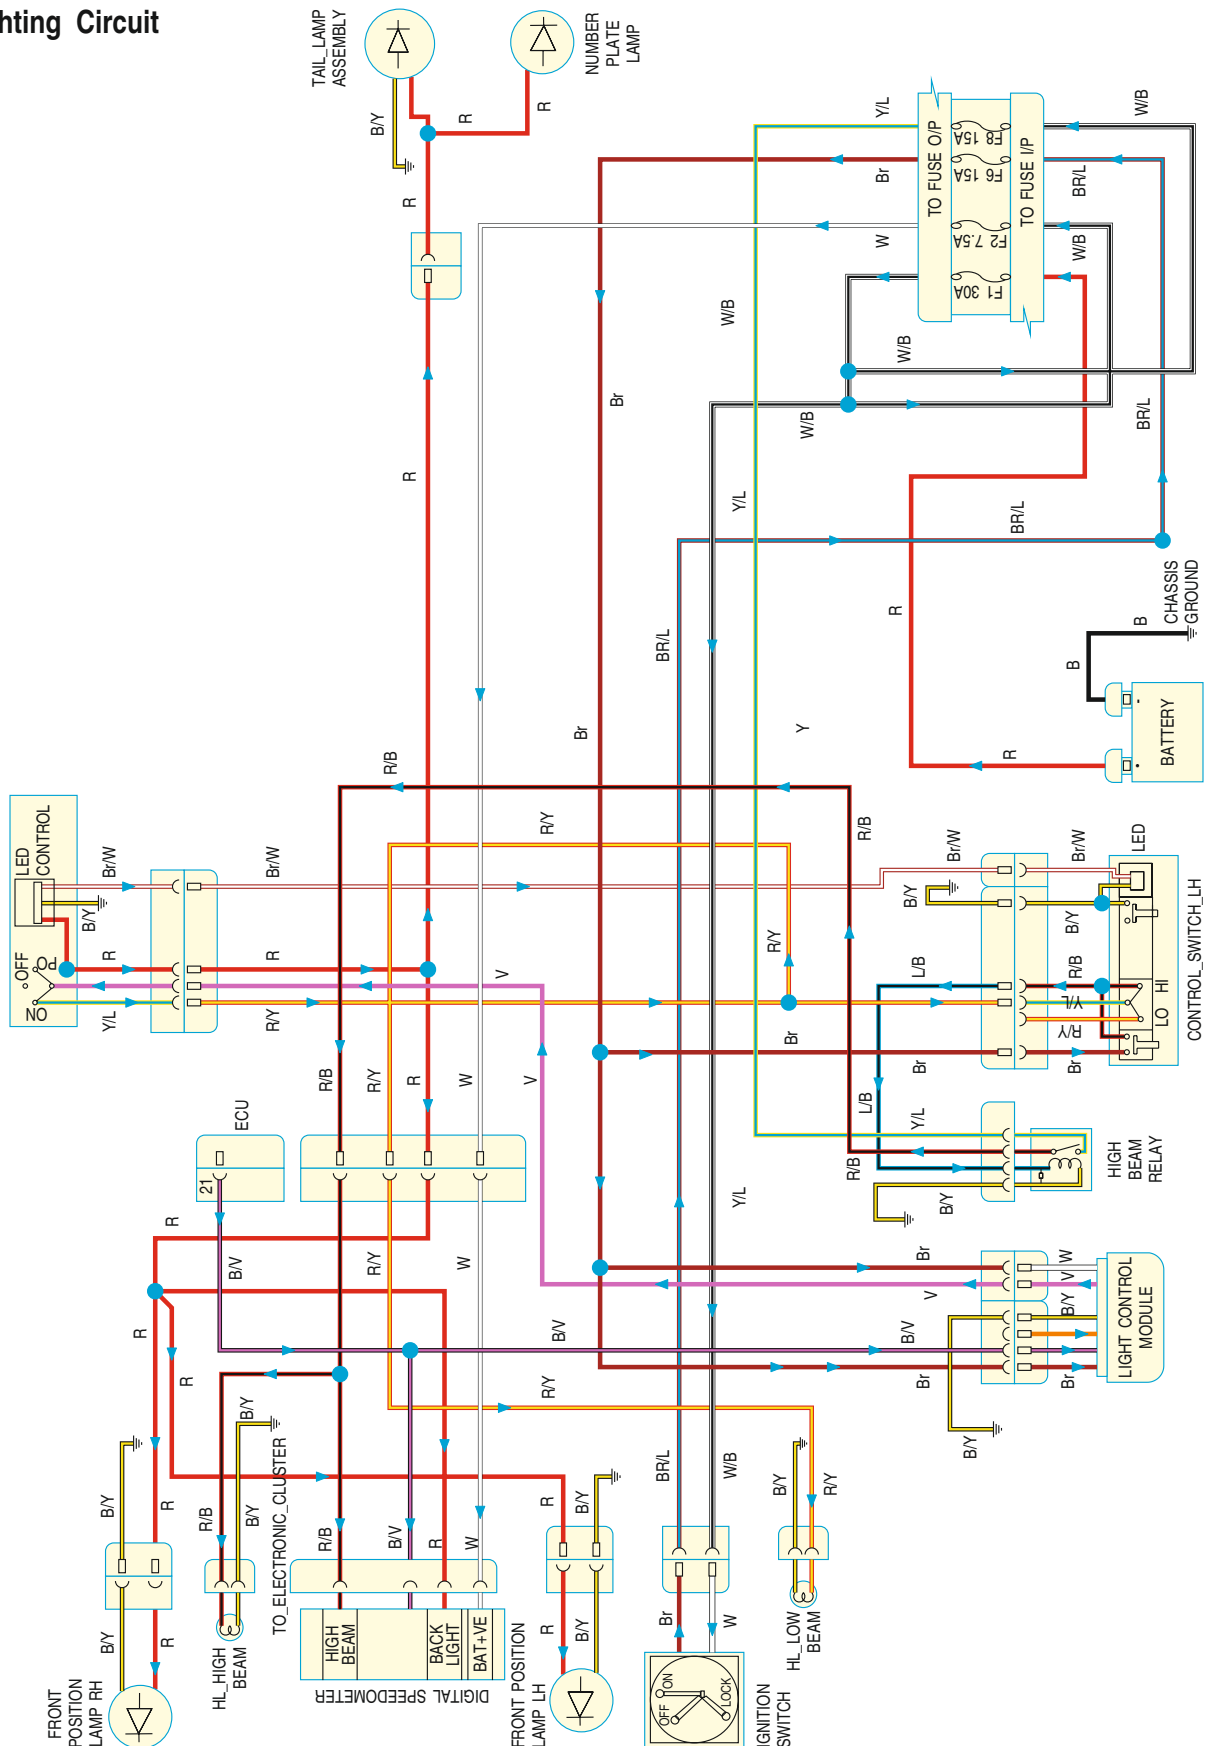 hting Circuit
TAIL_LAMP
ASSEMBLY
NUMBER
PLATE
LAMP
B/Y
R
R
R
Y/L
Br
W
TO FUSE O/P
F8 15A
F6 15A
F2 7.5A
F1 30A
TO FUSE I/P
W/B
BR/L
W/B
W/B
W/B
Br
W/B
BR/L
R
Y/L
BR/L
R
CHASSIS
GROUND
B
B
BR/L
Br
Y
R
BATTERY
R/B
R/Y
R/B
LED
CONTROL
OFF
PO
ON
Br/W
B/Y
R
Y/L
Br/W
R
R/Y
V
R/Y
Br/W
B/Y
L/B
Br
Br
Br/W
B/Y
R/B
Y/L
R/Y
Br
LED
HI
LO
CONTROL_SWITCH_LH
ECU
21
R/B
R/Y
R
W
V
L/B
Y/L
R/B
B/Y
HIGH
BEAM
RELAY
R
B/V
R/Y
W
Y/L
Br
V
W
V
B/Y
LIGHT CONTROL
MODULE
R
R
B/V
B/V
R/Y
Br
Br
B/Y
B/Y
R
R/B
B/Y
B/Y
TO_ELECTRONIC_CLUSTER
R/B
B/V
R
W
R
B/Y
BR/L
W/B
B/Y
R/Y
B/Y
R
FRONT
POSITION
LAMP RH
HL_HIGH
BEAM
HIGH
BEAM
BACK
LIGHT
BAT+VE
DIGITAL SPEEDOMETER
R
B/Y
FRONT POSITION
LAMP LH
Br
W
ON
OFF
LOCK
IGNITION
SWITCH
HL_LOW
BEAM